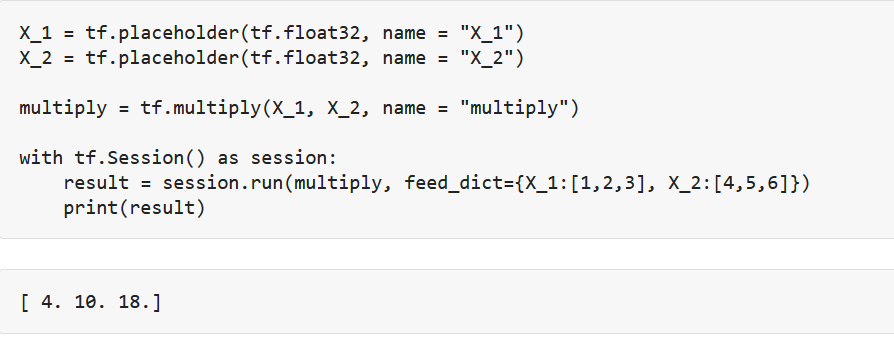 X_1 = tf.placeholder(tf.float32, name = "X_1")
X_2 = tf.placeholder(tf.float32, name = "X_2")
multiply = tf.multiply(X_1, X_2, name = "multiply")
with tf.Session() as session:
    result = session.run(multiply, feed_dict={X_1:[1,2,3], X_2:[4,5,6]})
    print(result)
[ 4. 10. 18.]